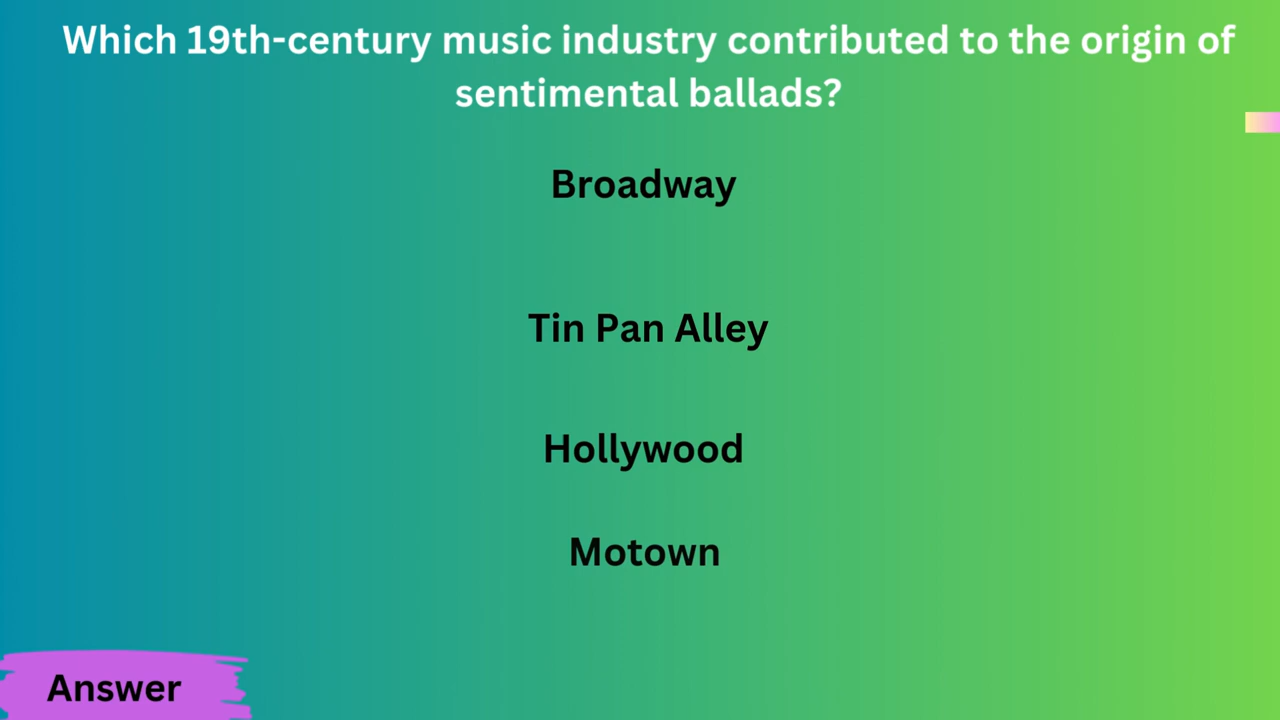 Which 19th-century music industry contributed to the origin of
sentimental ballads?
Broadway
Tin Pan Alley
Hollywood
Motown
Answer